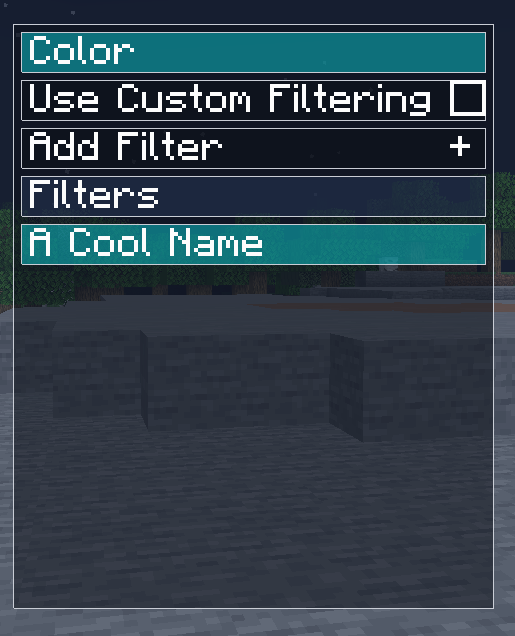 Color
Use Custom Filtering
Add Filter +
Filters
A Cool Name